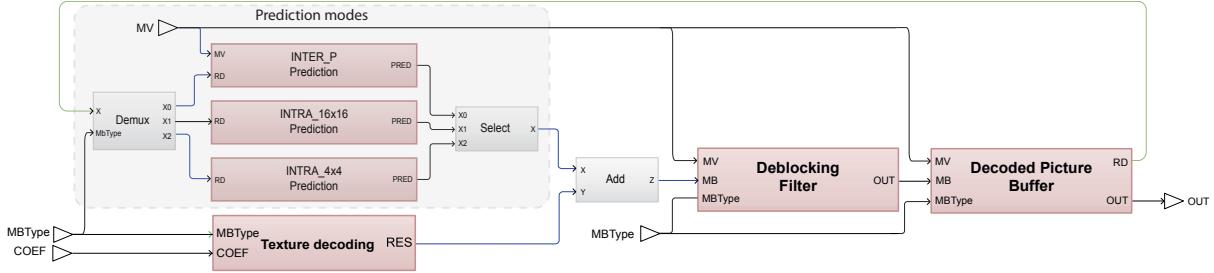 Prediction modes
MV
MV
RD
INTER_P
Prediction
PRED
X
MbType
Demux
X0
X1
X2
RD
INTRA_16x16
Prediction
PRED
RD
INTRA_4x4
Prediction
PRED
X0
X1
X2
Select
X
X
Y
Add
Z
MV
MB
MBType
Deblocking
Filter
OUT
MV
MB
MBType
Decoded Picture
Buffer
RD
OUT
OUT
MBType
COEF
MBType
COEF
Texture decoding
RES
MBType